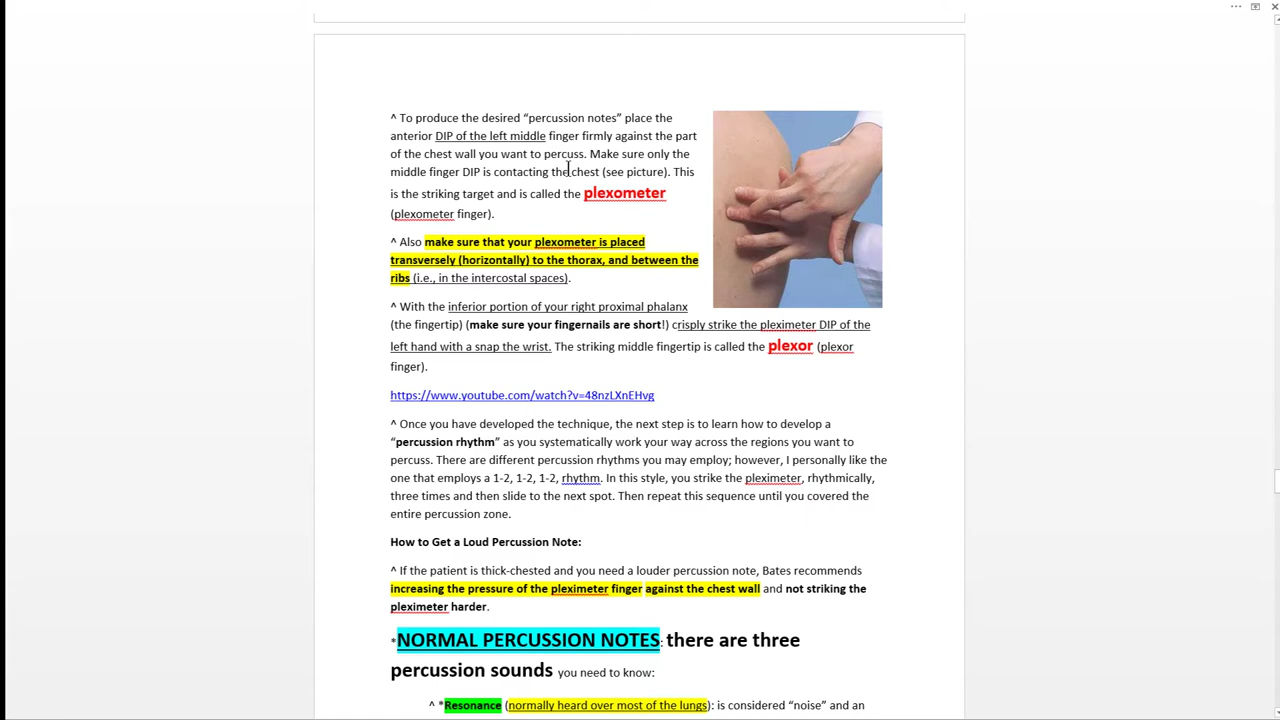 ^ To produce the desired “percussion notes” place the
anterior DIP of the left middle finger firmly against the part
of the chest wall you want to percuss. Make sure only the
middle finger DIP is contacting the chest (see picture). This
is the striking target and is called the plexometer
(plexometer finger).
^ Also make sure that your plexometer is placed
transversely (horizontally) to the thorax, and between the
ribs (i.e., in the intercostal spaces).
^ With the inferior portion of your right proximal phalanx
(the fingertip) (make sure your fingernails are short!) crisply strike the pleximeter DIP of the
left hand with a snap the wrist. The striking middle fingertip is called the plexor (plexor
finger).
https://www.youtube.com/watch?v=48nzLXnEHvg
^ Once you have developed the technique, the next step is to learn how to develop a
“percussion rhythm” as you systematically work your way across the regions you want to
percuss. There are different percussion rhythms you may employ; however, I personally like the
one that employs a 1-2, 1-2, 1-2, rhythm. In this style, you strike the pleximeter, rhythmically,
three times and then slide to the next spot. Then repeat this sequence until you covered the
entire percussion zone.
How to Get a Loud Percussion Note:
^ If the patient is thick-chested and you need a louder percussion note, Bates recommends
increasing the pressure of the pleximeter finger against the chest wall and not striking the
pleximeter harder.
*NORMAL PERCUSSION NOTES: there are three
percussion sounds you need to know:
^ *Resonance (normally heard over most of the lungs): is considered “noise” and an